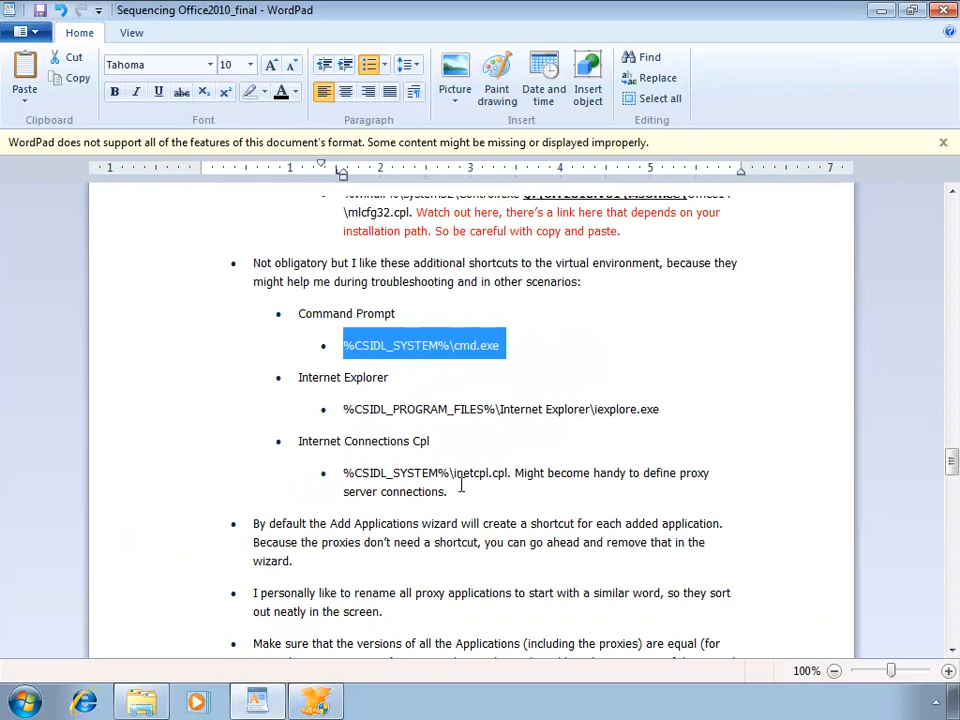 Sequencing Office2010_final - WordPad
Home
View
Paste
Cut
Copy
Clipboard
Tahoma
10
Font
Paragraph
Picture
Paint drawing
Date and time
Insert object
Insert
Find
Replace
Select all
Editing
WordPad does not support all of the features of this document's format. Some content might be missing or displayed improperly.
1 1 2 3 4 5 7
\mlcfg32.cpl. Watch out here, there's a link here that depends on your
installation path. So be careful with copy and paste.
Not obligatory but I like these additional shortcuts to the virtual environment, because they
might help me during troubleshooting and in other scenarios:
Command Prompt
%CSIDL_SYSTEM%\cmd.exe
Internet Explorer
%CSIDL_PROGRAM_FILES%\Internet Explorer\iexplore.exe
Internet Connections Cpl
%CSIDL_SYSTEM%\inetcpl.cpl. Might become handy to define proxy
server connections.
By default the Add Applications wizard will create a shortcut for each added application.
Because the proxies don't need a shortcut, you can go ahead and remove that in the
wizard.
I personally like to rename all proxy applications to start with a similar word, so they sort
out neatly in the screen.
Make sure that the versions of all the Applications (including the proxies) are equal (for
100%